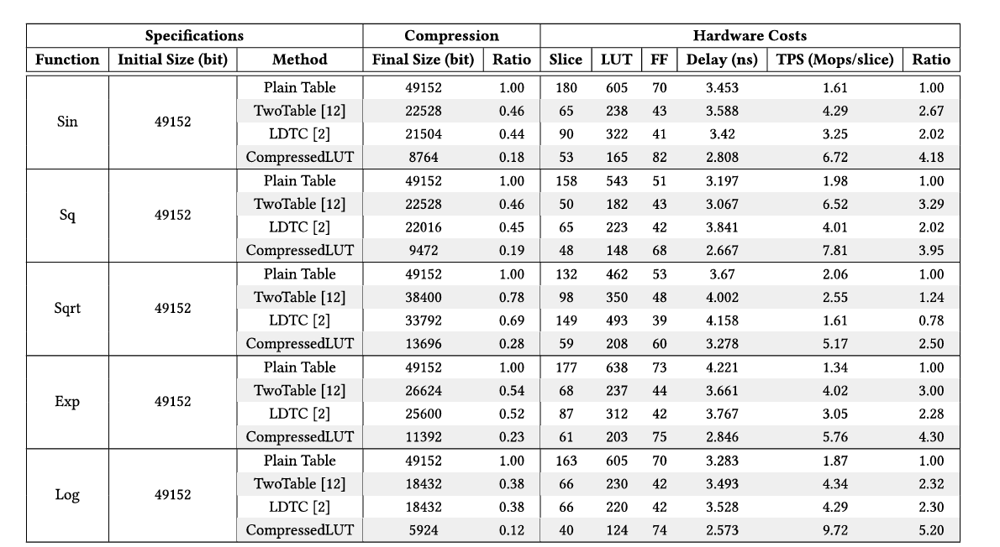 Specifications Compression Hardware Costs
Function Initial Size (bit) Method Final Size (bit) Ratio Slice LUT FF Delay (ns) TPS (Mops/slice) Ratio
Plain Table 49152 1.00 180 605 70 3.453 1.61 1.00
TwoTable [12] 22528 0.46 65 238 43 3.588 4.29 2.67
Sin 49152
LDTC [2] 21504 0.44 90 322 41 3.42 3.25 2.02
CompressedLUT 8764 0.18 53 165 82 2.808 6.72 4.18
Plain Table 49152 1.00 158 543 51 3.197 1.98 1.00
TwoTable [12] 22528 0.46 50 182 43 3.067 6.52 3.29
Sq 49152
LDTC [2] 22016 0.45 65 223 42 3.841 4.01 2.02
CompressedLUT 9472 0.19 48 148 68 2.667 7.81 3.95
Plain Table 49152 1.00 132 462 53 3.67 2.06 1.00
TwoTable [12] 38400 0.78 98 350 48 4.002 2.55 1.24
Sqrt 49152
LDTC [2] 33792 0.69 149 493 39 4.158 1.61 0.78
CompressedLUT 13696 0.28 59 208 60 3.278 5.17 2.50
Plain Table 49152 1.00 177 638 73 4.221 1.34 1.00
TwoTable [12] 26624 0.54 68 237 44 3.661 4.02 3.00
Exp 49152
LDTC [2] 25600 0.52 87 312 42 3.767 3.05 2.28
CompressedLUT 11392 0.23 61 203 75 2.846 5.76 4.30
Plain Table 49152 1.00 163 605 70 3.283 1.87 1.00
TwoTable [12] 18432 0.38 66 230 42 3.493 4.34 2.32
Log 49152
LDTC [2] 18432 0.38 66 220 42 3.528 4.29 2.30
CompressedLUT 5924 0.12 40 124 74 2.573 9.72 5.20